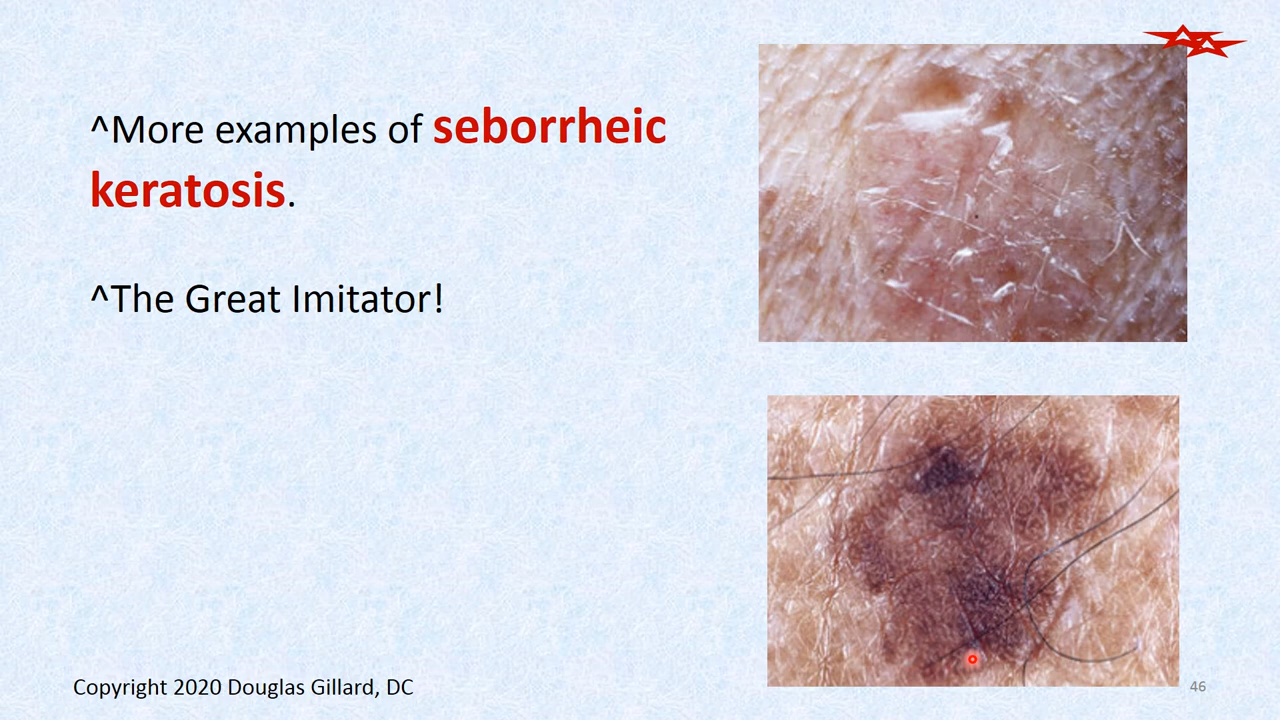 ^More examples of seborrheic
keratosis.
^The Great Imitator!
Copyright 2020 Douglas Gillard, DC
46